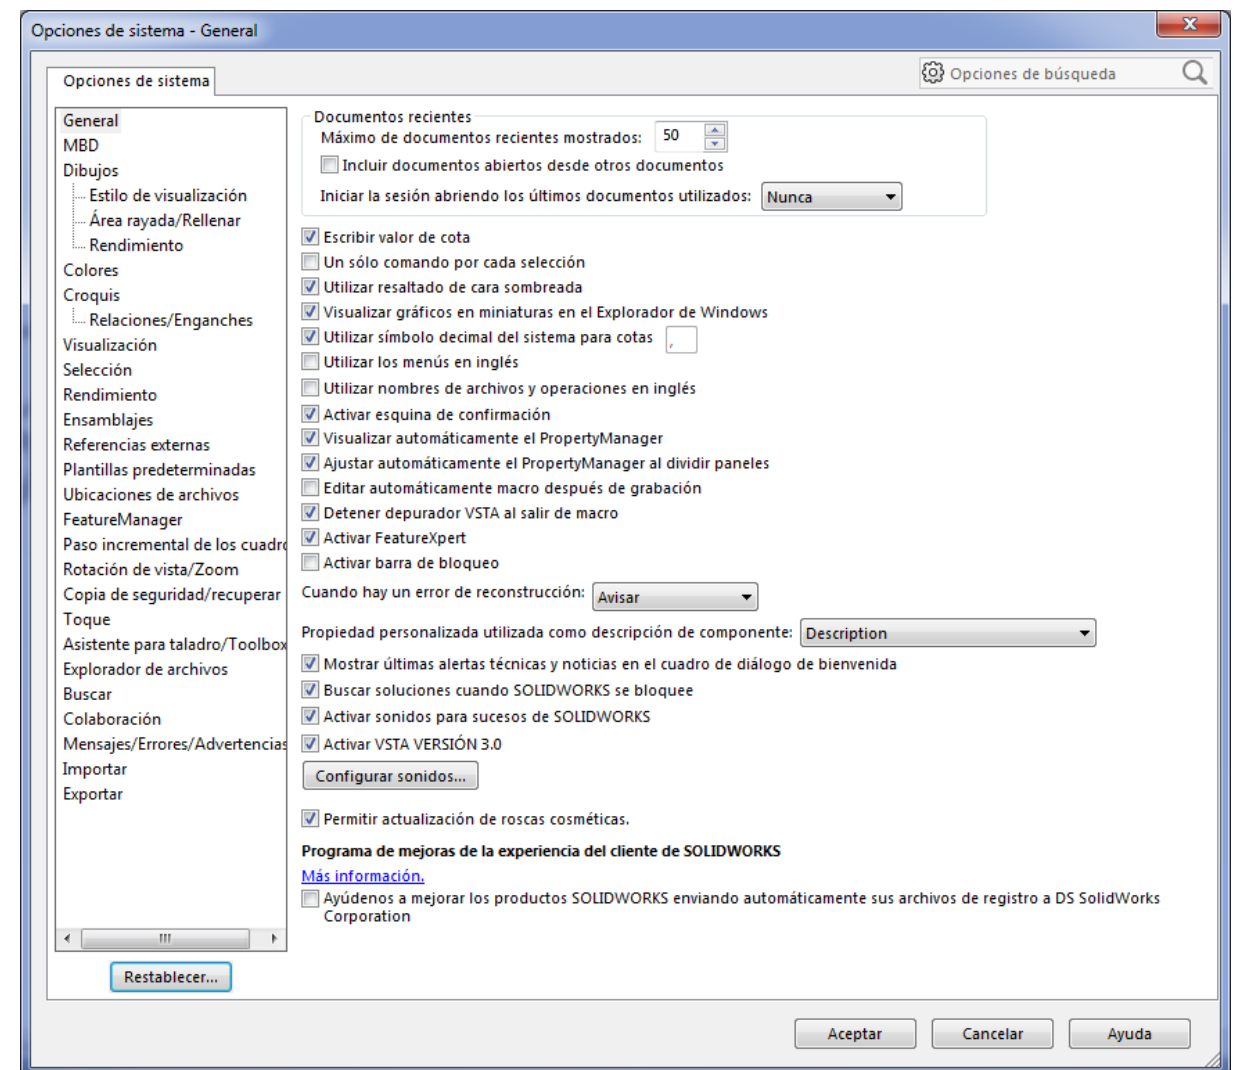 Opciones de sistema - General
Opciones de sistema
Opciones de búsqueda
General
MBD
Dibujos
Estilo de visualización
Área rayada/Rellenar
Rendimiento
Colores
Croquis
Relaciones/Enganches
Visualización
Selección
Rendimiento
Ensamblajes
Referencias externas
Plantillas predeterminadas
Ubicaciones de archivos
FeatureManager
Paso incremental de los cuadro
Rotación de vista/Zoom
Copia de seguridad/recuperar
Toque
Asistente para taladro/Toolbox
Explorador de archivos
Buscar
Colaboración
Mensajes/Errores/Advertencias
Importar
Exportar
Restablecer...
Documentos recientes
Máximo de documentos recientes mostrados: 50
Incluir documentos abiertos desde otros documentos
Iniciar la sesión abriendo los últimos documentos utilizados: Nunca
Escribir valor de cota
Un sólo comando por cada selección
Utilizar resaltado de cara sombreada
Visualizar gráficos en miniaturas en el Explorador de Windows
Utilizar símbolo decimal del sistema para cotas ,
Utilizar los menús en inglés
Utilizar nombres de archivos y operaciones en inglés
Activar esquina de confirmación
Visualizar automáticamente el PropertyManager
Ajustar automáticamente el PropertyManager al dividir paneles
Editar automáticamente macro después de grabación
Detener depurador VSTA al salir de macro
Activar FeatureXpert
Activar barra de bloqueo
Cuando hay un error de reconstrucción: Avisar
Propiedad personalizada utilizada como descripción de componente: Description
Mostrar últimas alertas técnicas y noticias en el cuadro de diálogo de bienvenida
Buscar soluciones cuando SOLIDWORKS se bloquee
Activar sonidos para sucesos de SOLIDWORKS
Activar VSTA VERSIÓN 3.0
Configurar sonidos...
Permitir actualización de roscas cosméticas.
Programa de mejoras de la experiencia del cliente de SOLIDWORKS
Más información.
Ayúdenos a mejorar los productos SOLIDWORKS enviando automáticamente sus archivos de registro a DS SolidWorks
Corporation
Aceptar
Cancelar
Ayuda